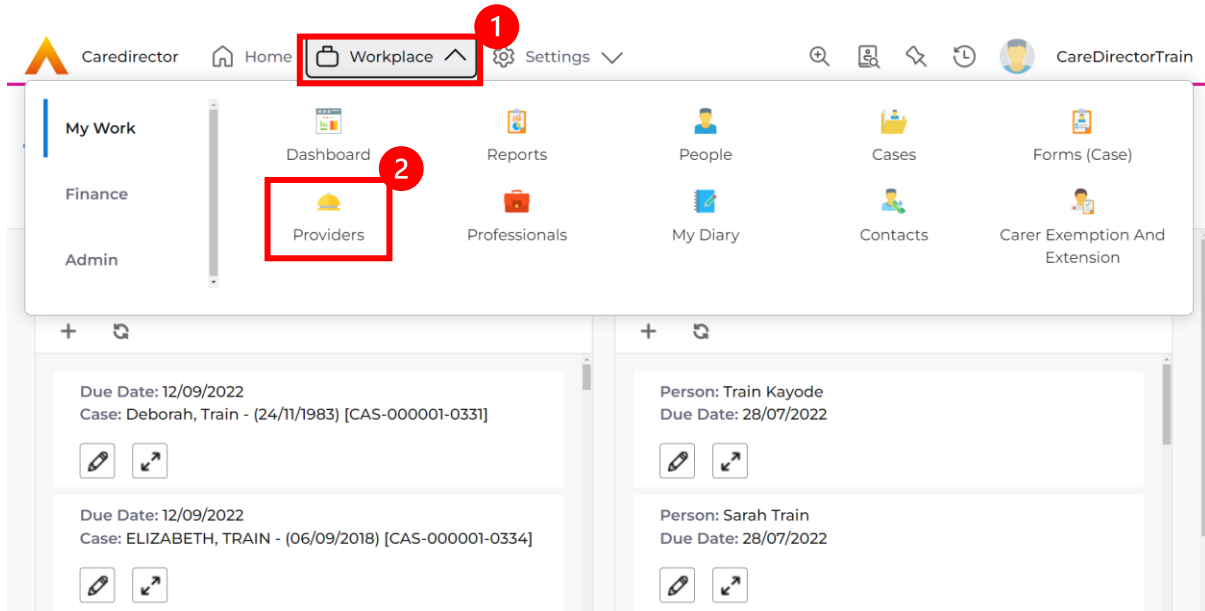 1
Caredirector Home Workplace Settings CareDirectorTrain
My Work
Finance
Admin
Dashboard Reports People Cases Forms (Case)
2
Providers Professionals My Diary Contacts Carer Exemption And
Extension
Due Date: 12/09/2022
Case: Deborah, Train - (24/11/1983) [CAS-000001-0331]
Due Date: 12/09/2022
Case: ELIZABETH, TRAIN - (06/09/2018) [CAS-000001-0334]
Person: Train Kayode
Due Date: 28/07/2022
Person: Sarah Train
Due Date: 28/07/2022